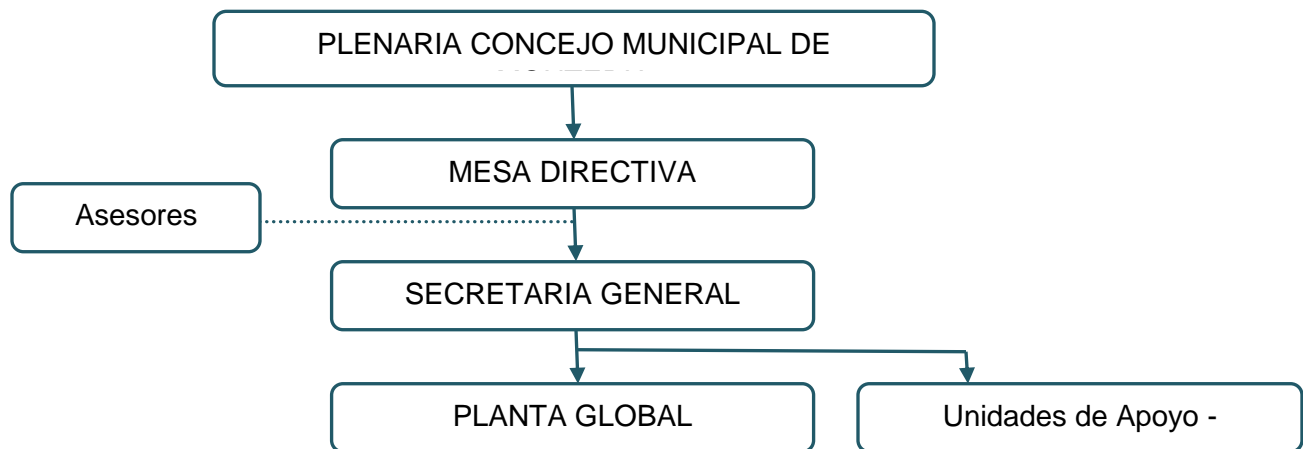 PLENARIA CONCEJO MUNICIPAL DE
MESA DIRECTIVA
Asesores
SECRETARIA GENERAL
PLANTA GLOBAL
Unidades de Apoyo -